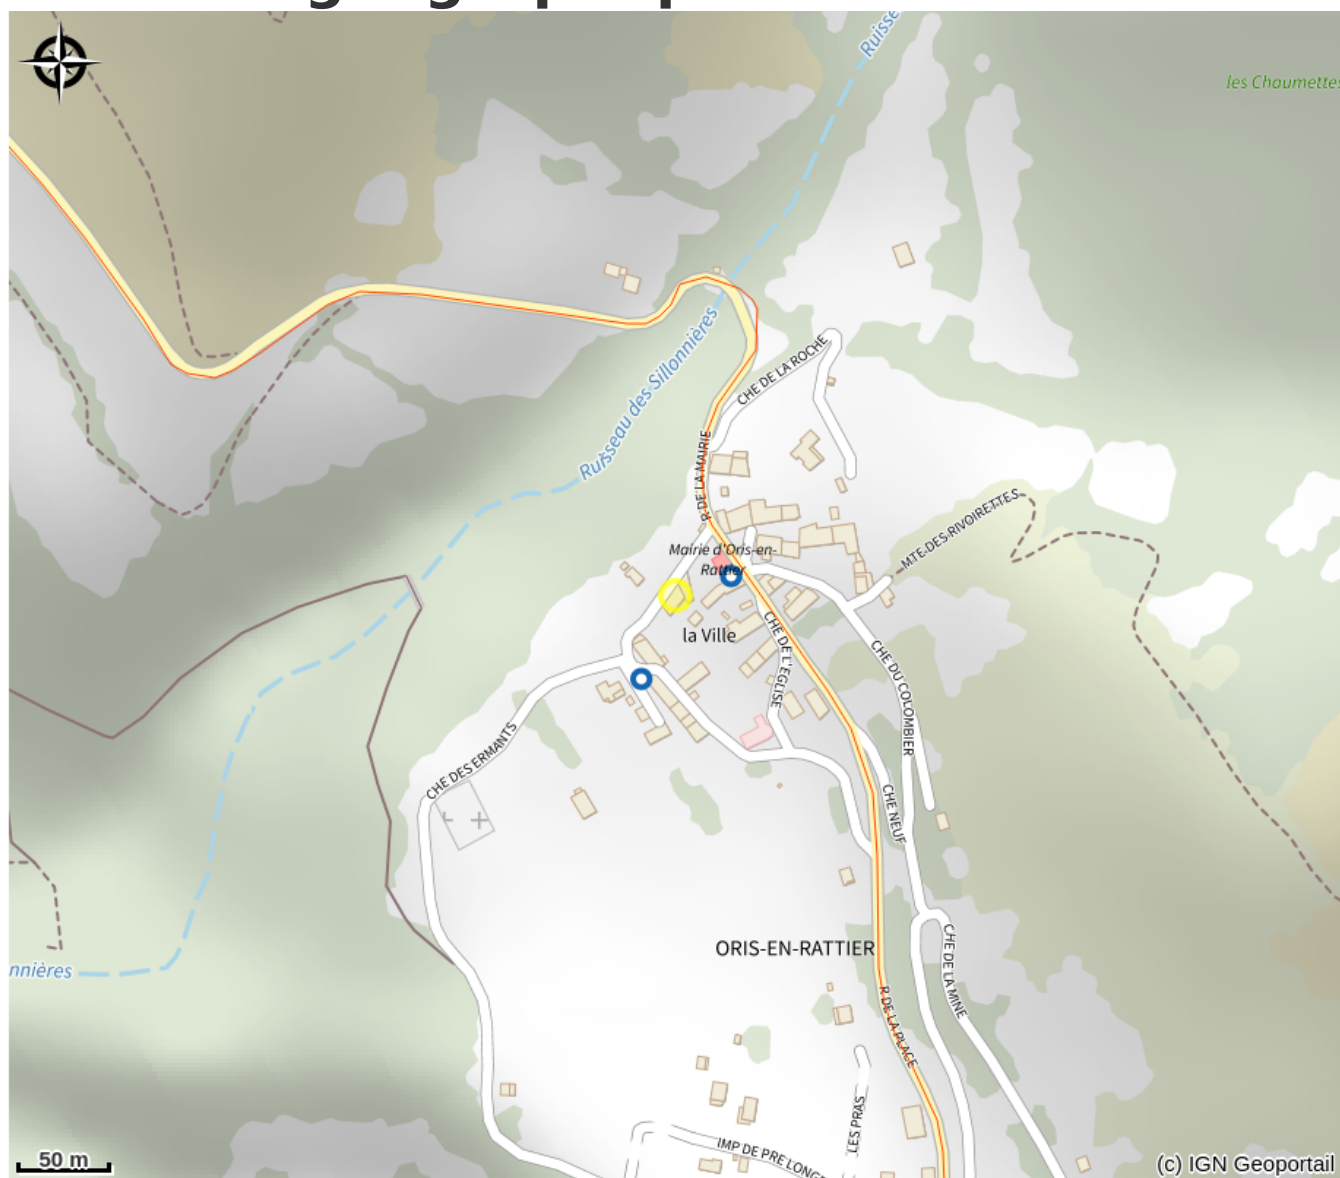 Ruisse
les Chaumettes
CHE DE LA ROCHE
Ruisseau des Sillonnières
R DE LA MAIRIE
MTE DES RIVOIRETTES
Mairie d'Oris-en-
Rattier
la Ville
CHE DE L'EGLISE
CHE DU COLOMBIER
CHE DES ERMANTS
CHE NEUF
ORIS-EN-RATTIER
nnières
CHE DE LA MINE
R DE LA PLACE
LES PRAS
IMP DE PRE LONG
50 m
(c) IGN Geoportail